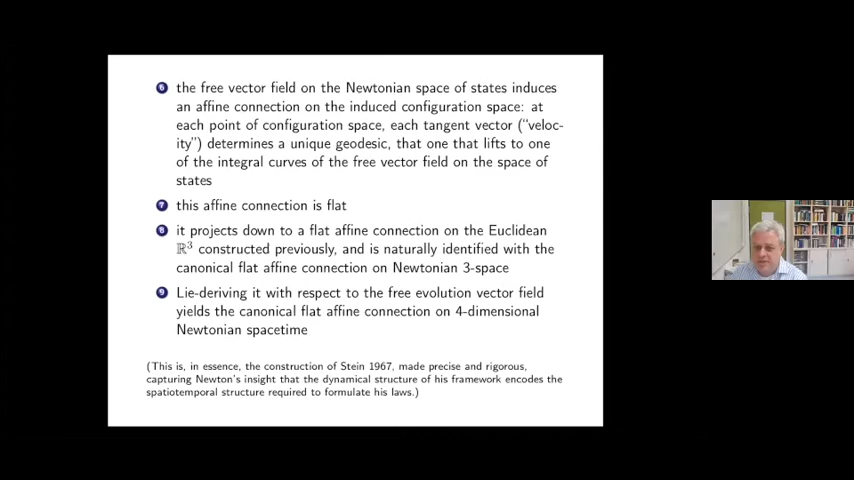 6 the free vector field on the Newtonian space of states induces
an affine connection on the induced configuration space: at
each point of configuration space, each tangent vector (“veloc-
ity”) determines a unique geodesic, that one that lifts to one
of the integral curves of the free vector field on the space of
states
7 this affine connection is flat
8 it projects down to a flat affine connection on the Euclidean
ℝ³ constructed previously, and is naturally identified with the
canonical flat affine connection on Newtonian 3-space
9 Lie-deriving it with respect to the free evolution vector field
yields the canonical flat affine connection on 4-dimensional
Newtonian spacetime
(This is, in essence, the construction of Stein 1967, made precise and rigorous,
capturing Newton's insight that the dynamical structure of his framework encodes the
spatiotemporal structure required to formulate his laws.)